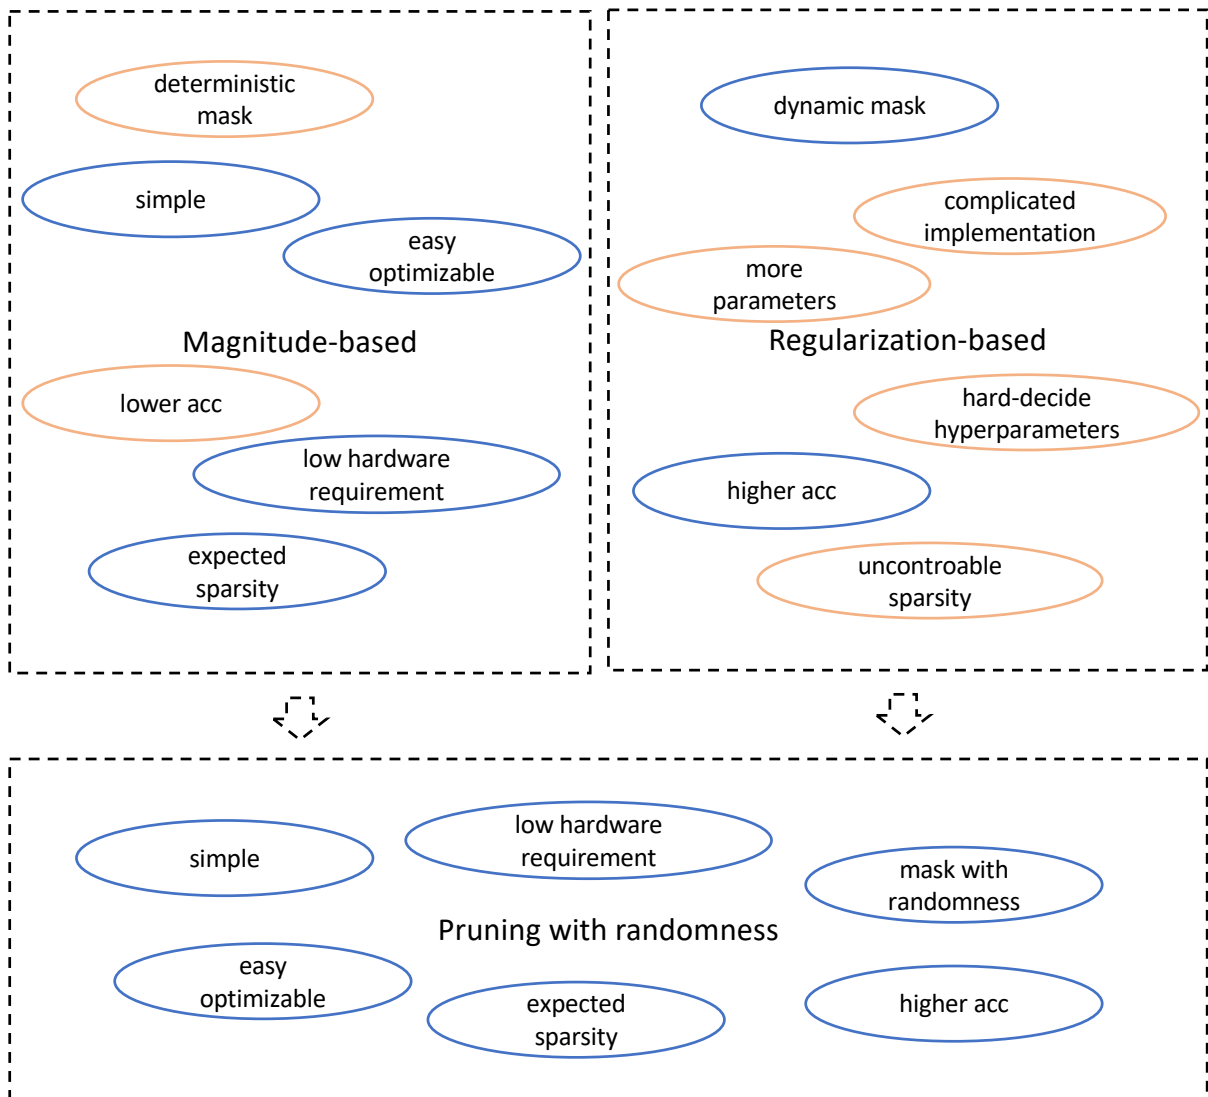 deterministic
mask
simple
easy
optimizable
Magnitude-based
lower acc
low hardware
requirement
expected
sparsity
dynamic mask
complicated
implementation
more
parameters
Regularization-based
hard-decide
hyperparameters
higher acc
uncontroable
sparsity
simple
low hardware
requirement
mask with
randomness
Pruning with randomness
easy
optimizable
expected
sparsity
higher acc